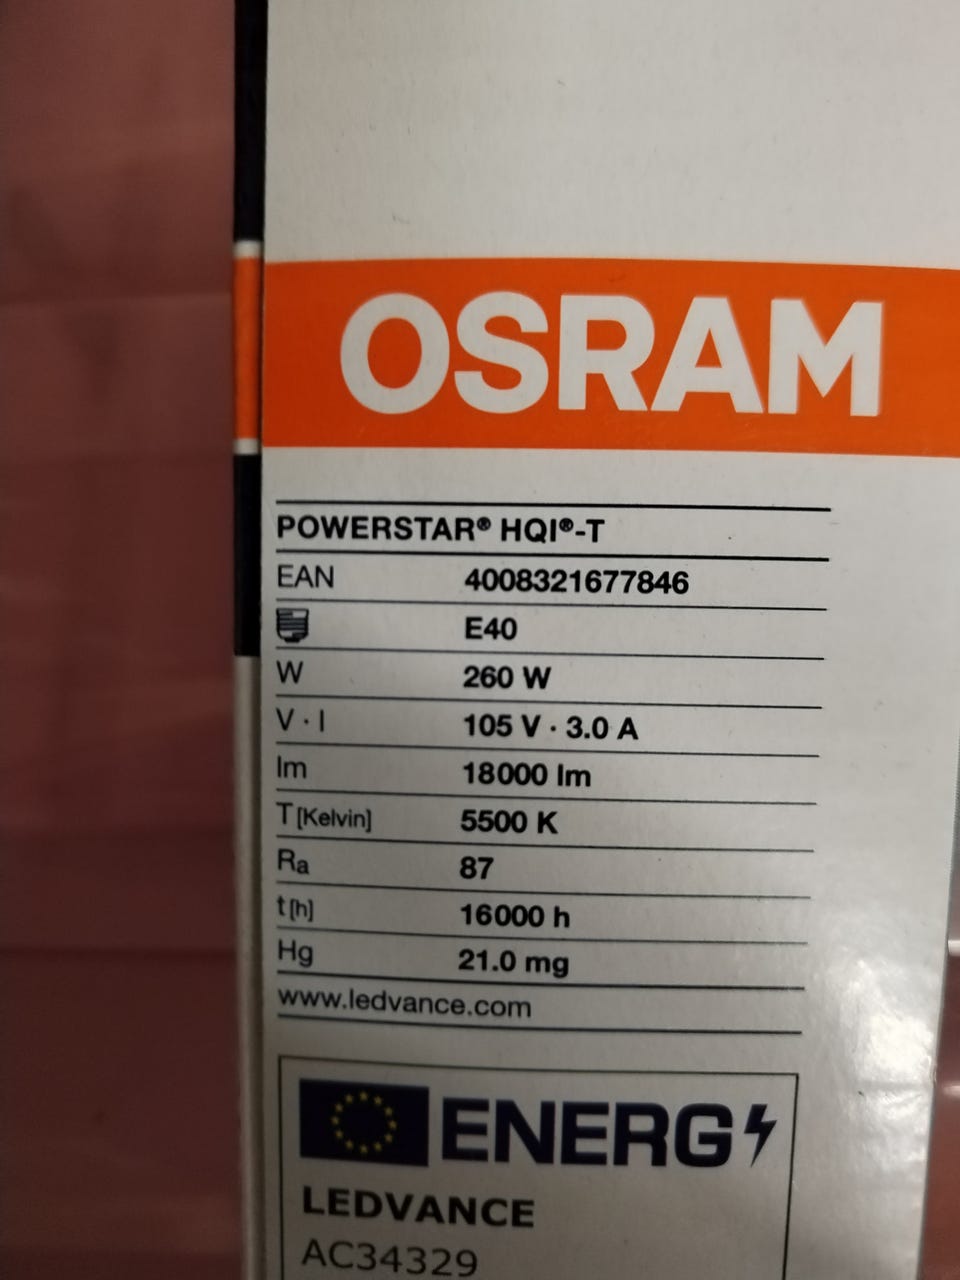 OSRAM
POWERSTAR® HQI®-T
EAN 4008321677846
E40
W 260 W
V · I 105 V · 3.0 A
lm 18000 lm
T [Kelvin] 5500 K
Ra 87
t [h] 16000 h
Hg 21.0 mg
www.ledvance.com
ENERG
LEDVANCE
AC34329